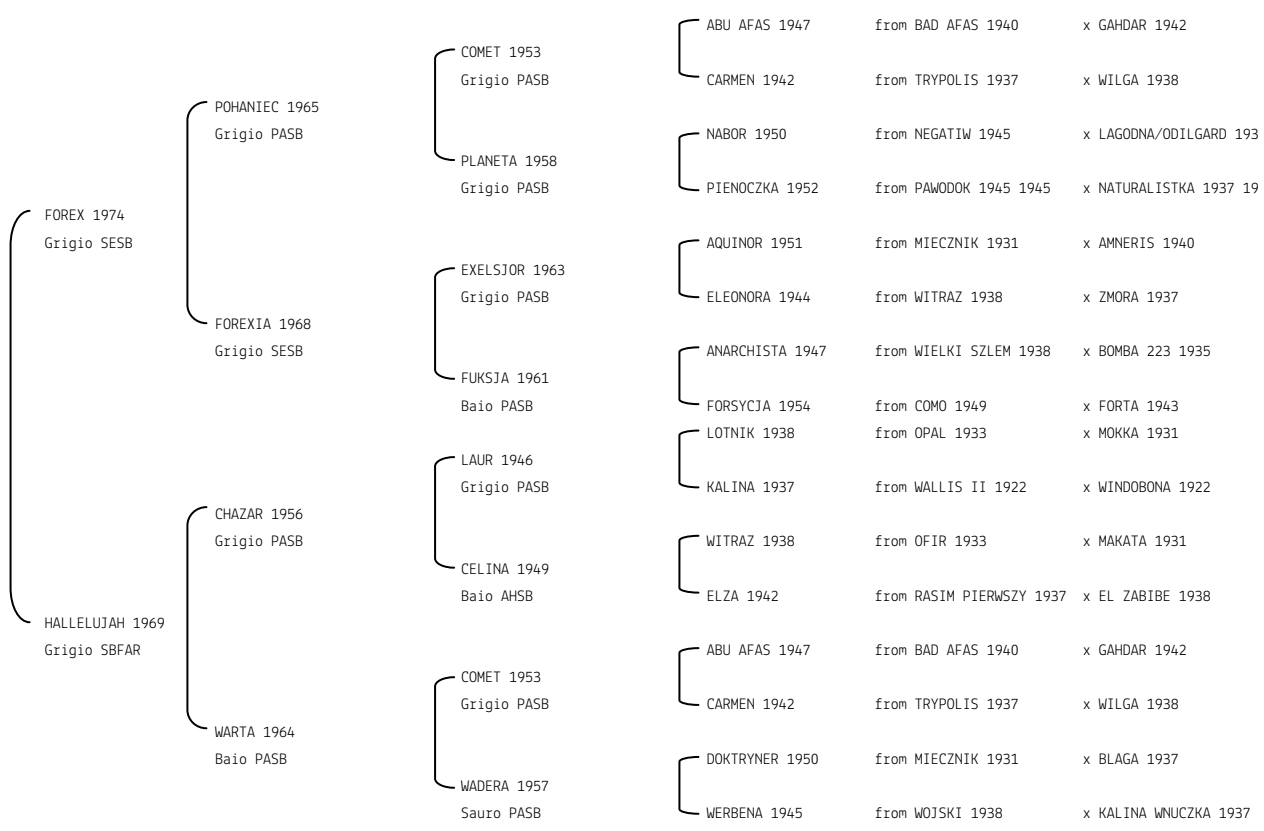 ABU AFAS 1947 from BAD AFAS 1940 x GAHDAR 1942
COMET 1953
Grigio PASB CARMEN 1942 from TRYPOLIS 1937 x WILGA 1938
POHANIEC 1965
Grigio PASB NABOR 1950 from NEGATIW 1945 x LAGODNA/ODILGARD 193
PLANETA 1958
Grigio PASB PIENOCZKA 1952 from PAWODOK 1945 1945 x NATURALISTKA 1937 19
FOREX 1974
Grigio SESB AQUINOR 1951 from MIECZNIK 1931 x AMNERIS 1940
EXELSJOR 1963
Grigio PASB ELEONORA 1944 from WITRAZ 1938 x ZMORA 1937
FOREXIA 1968
Grigio SESB ANARCHISTA 1947 from WIELKI SZLEM 1938 x BOMBA 223 1935
FUKSJA 1961
Baio PASB FORSYCJA 1954 from COMO 1949 x FORTA 1943
LOTNIK 1938 from OPAL 1933 x MOKKA 1931
LAUR 1946
Grigio PASB KALINA 1937 from WALLIS II 1922 x WINDOBONA 1922
CHAZAR 1956
Grigio PASB WITRAZ 1938 from OFIR 1933 x MAKATA 1931
CELINA 1949
Baio AHSB ELZA 1942 from RASIM PIERWSZY 1937 x EL ZABIBE 1938
HALLELUJAH 1969
Grigio SBFAR ABU AFAS 1947 from BAD AFAS 1940 x GAHDAR 1942
COMET 1953
Grigio PASB CARMEN 1942 from TRYPOLIS 1937 x WILGA 1938
WARTA 1964
Baio PASB DOKTRYNER 1950 from MIECZNIK 1931 x BLAGA 1937
WADERA 1957
Sauro PASB WERBENA 1945 from WOJSKI 1938 x KALINA WNUCZKA 1937